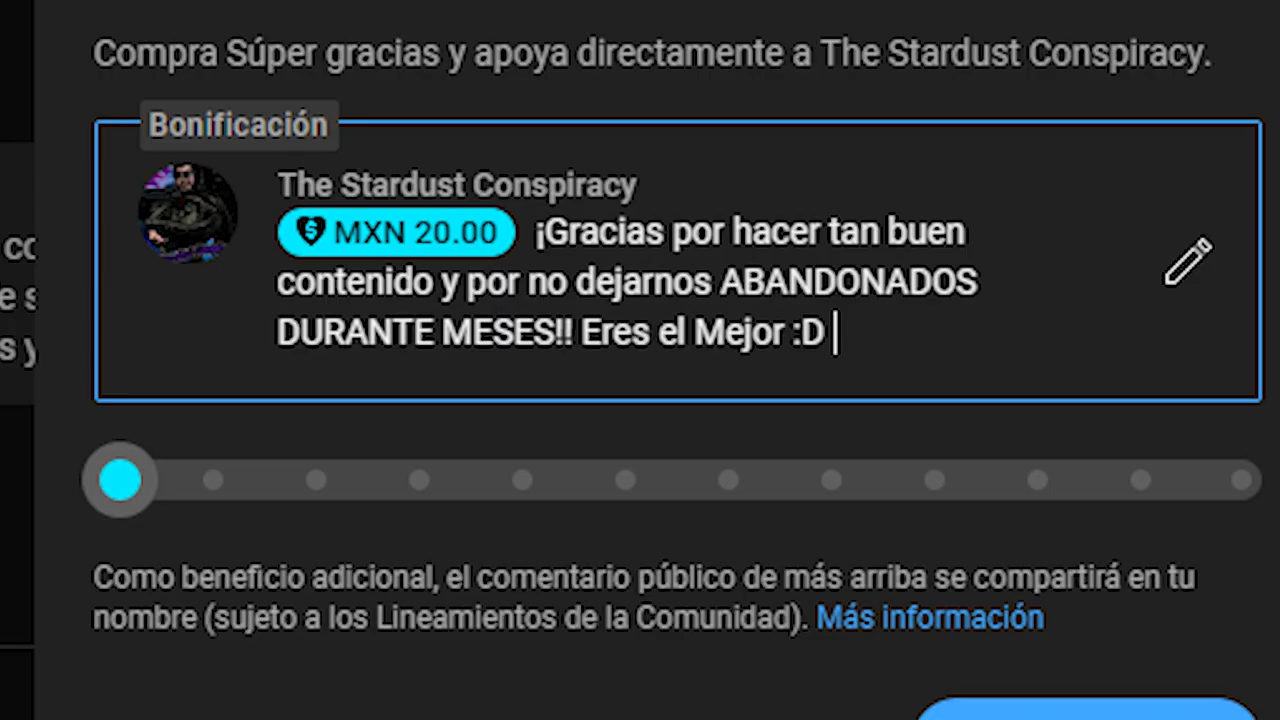 Compra Súper gracias y apoya directamente a The Stardust Conspiracy.
Bonificación
The Stardust Conspiracy
MXN 20.00 ¡Gracias por hacer tan buen
contenido y por no dejarnos ABANDONADOS
DURANTE MESES!! Eres el Mejor :D
Como beneficio adicional, el comentario público de más arriba se compartirá en tu
nombre (sujeto a los Lineamientos de la Comunidad). Más información